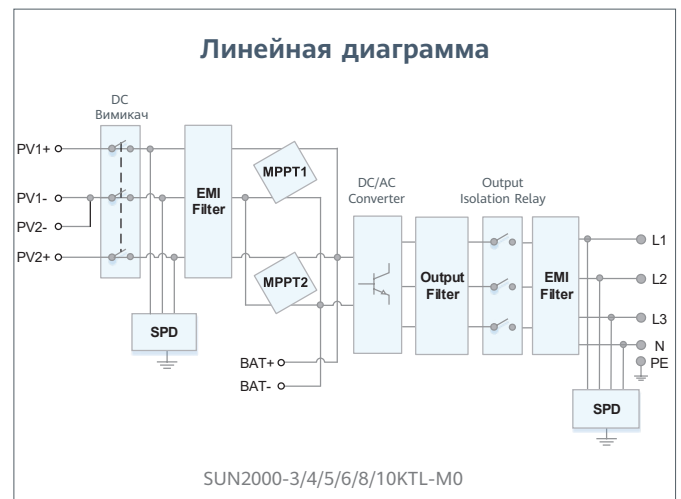 Линейная диаграмма
DC
Вимикач
PV1+
PV1-
PV2-
PV2+
EMI
Filter
MPPT1
MPPT2
SPD
BAT+
BAT-
DC/AC
Converter
Output
Filter
Output
Isolation Relay
EMI
Filter
L1
L2
L3
N
PE
SPD
SUN2000-3/4/5/6/8/10KTL-M0